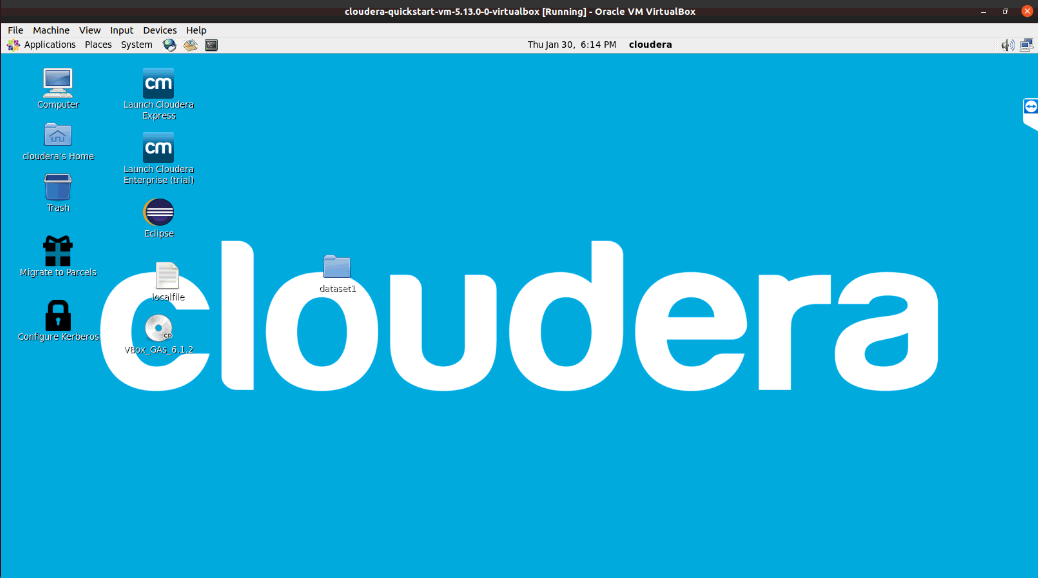 cloudera-quickstart-vm-5.13.0-0-virtualbox [Running] - Oracle VM VirtualBox
File Machine View Input Devices Help
Applications Places System Thu Jan 30, 6:14 PM cloudera
Computer
Launch Cloudera
Express
cloudera's Home
Launch Cloudera
Enterprise (trial)
Trash
Eclipse
Migrate to Parcels
localfile
dataset1
Configure Kerberos
VBox_GAs_6.1.2
cm
cm
cloudera